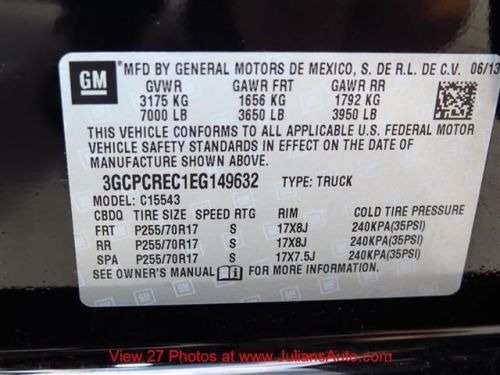 GM MFD BY GENERAL MOTORS DE MEXICO, S. DE R.L. DE C.V. 06/13
GVWR GAWR FRT GAWR RR
3175 KG 1656 KG 1792 KG
7000 LB 3650 LB 3950 LB
THIS VEHICLE CONFORMS TO ALL APPLICABLE U.S. FEDERAL MOTOR
VEHICLE SAFETY STANDARDS IN EFFECT ON THE DATE OF
MANUFACTURE SHOWN ABOVE.
3GCPCREC1EG149632 TYPE: TRUCK
MODEL: C15543
CBDQ TIRE SIZE SPEED RTG RIM COLD TIRE PRESSURE
FRT P255/70R17 S 17X8J 240KPA(35PSI)
RR P255/70R17 S 17X8J 240KPA(35PSI)
SPA P255/70R17 S 17X7.5J 240KPA(35PSI)
SEE OWNER'S MANUAL FOR ADDITIONAL INFORMATION.
View 27 Photos at www.JuliansAuto.com